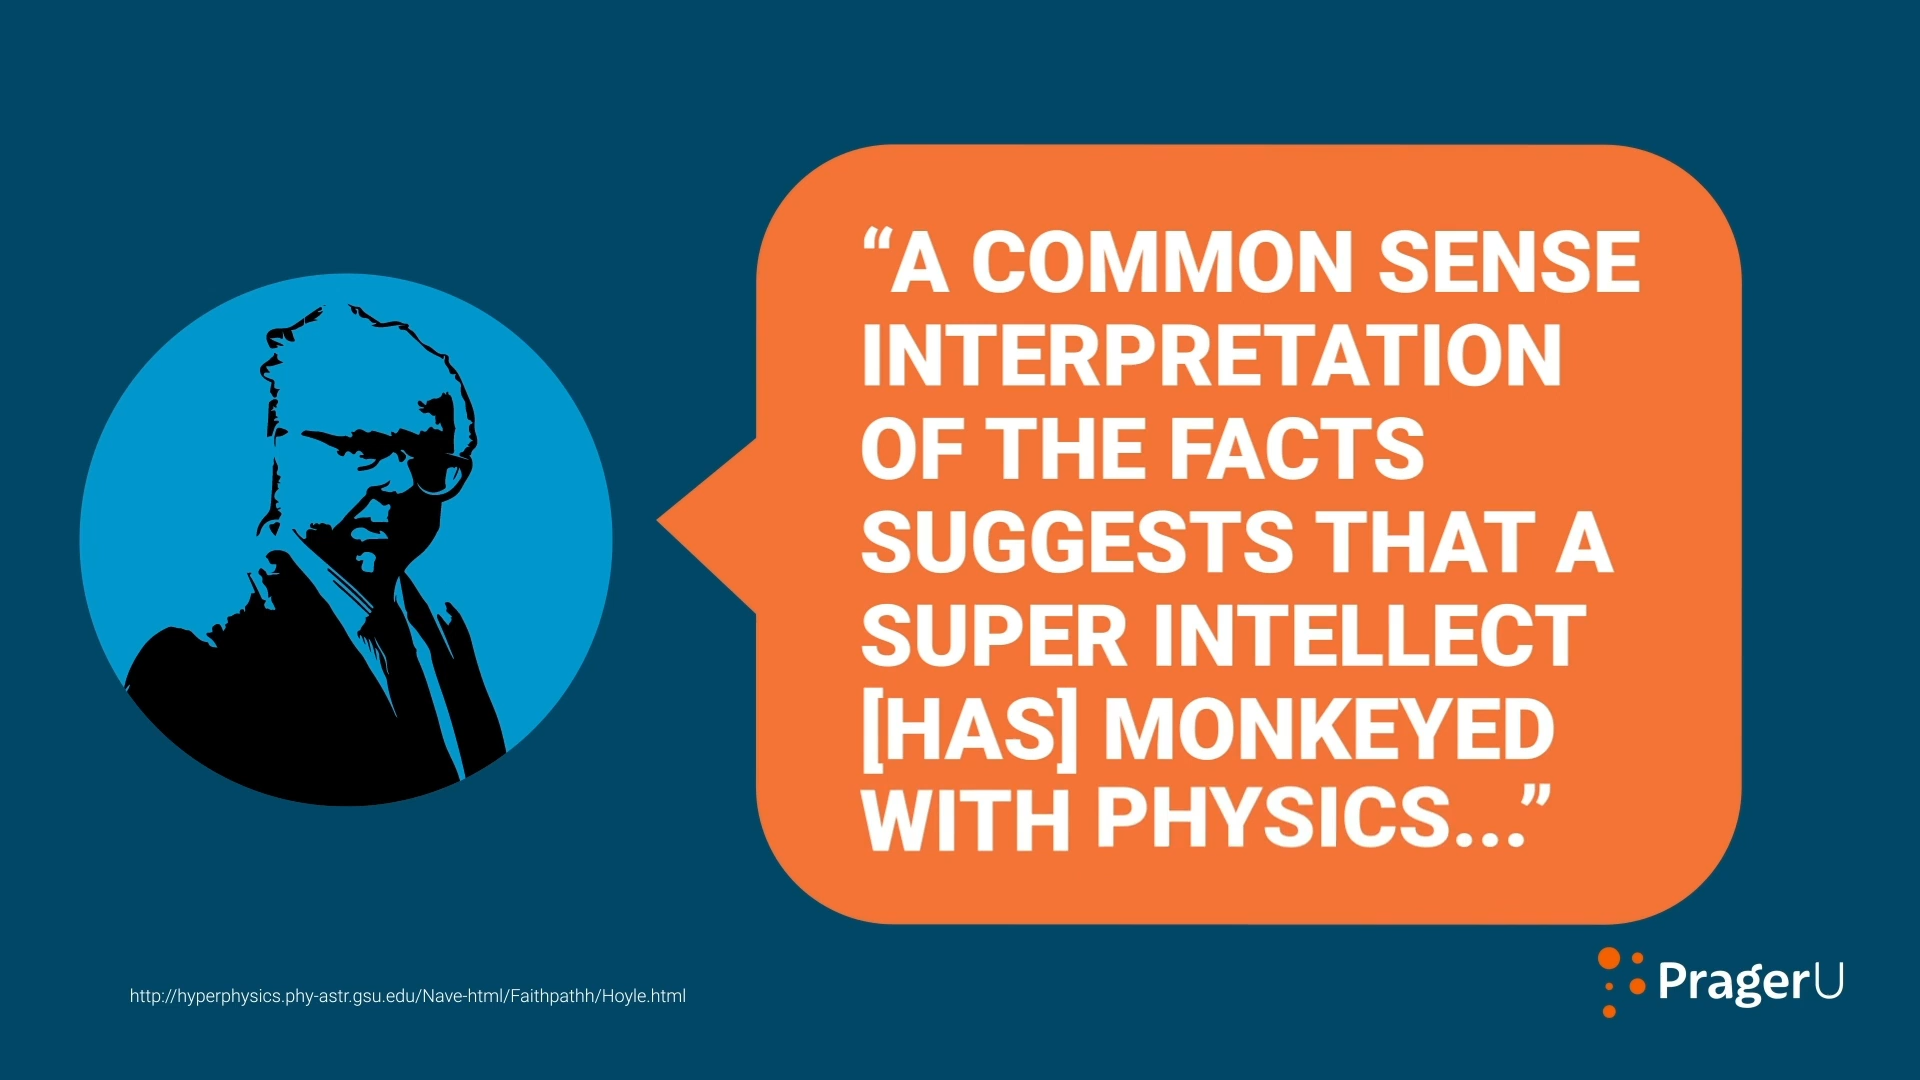 “A COMMON SENSE
INTERPRETATION
OF THE FACTS
SUGGESTS THAT A
SUPER INTELLECT
[HAS] MONKEYED
WITH PHYSICS...”
http://hyperphysics.phy-astr.gsu.edu/Nave-html/Faithpathh/Hoyle.html
PragerU